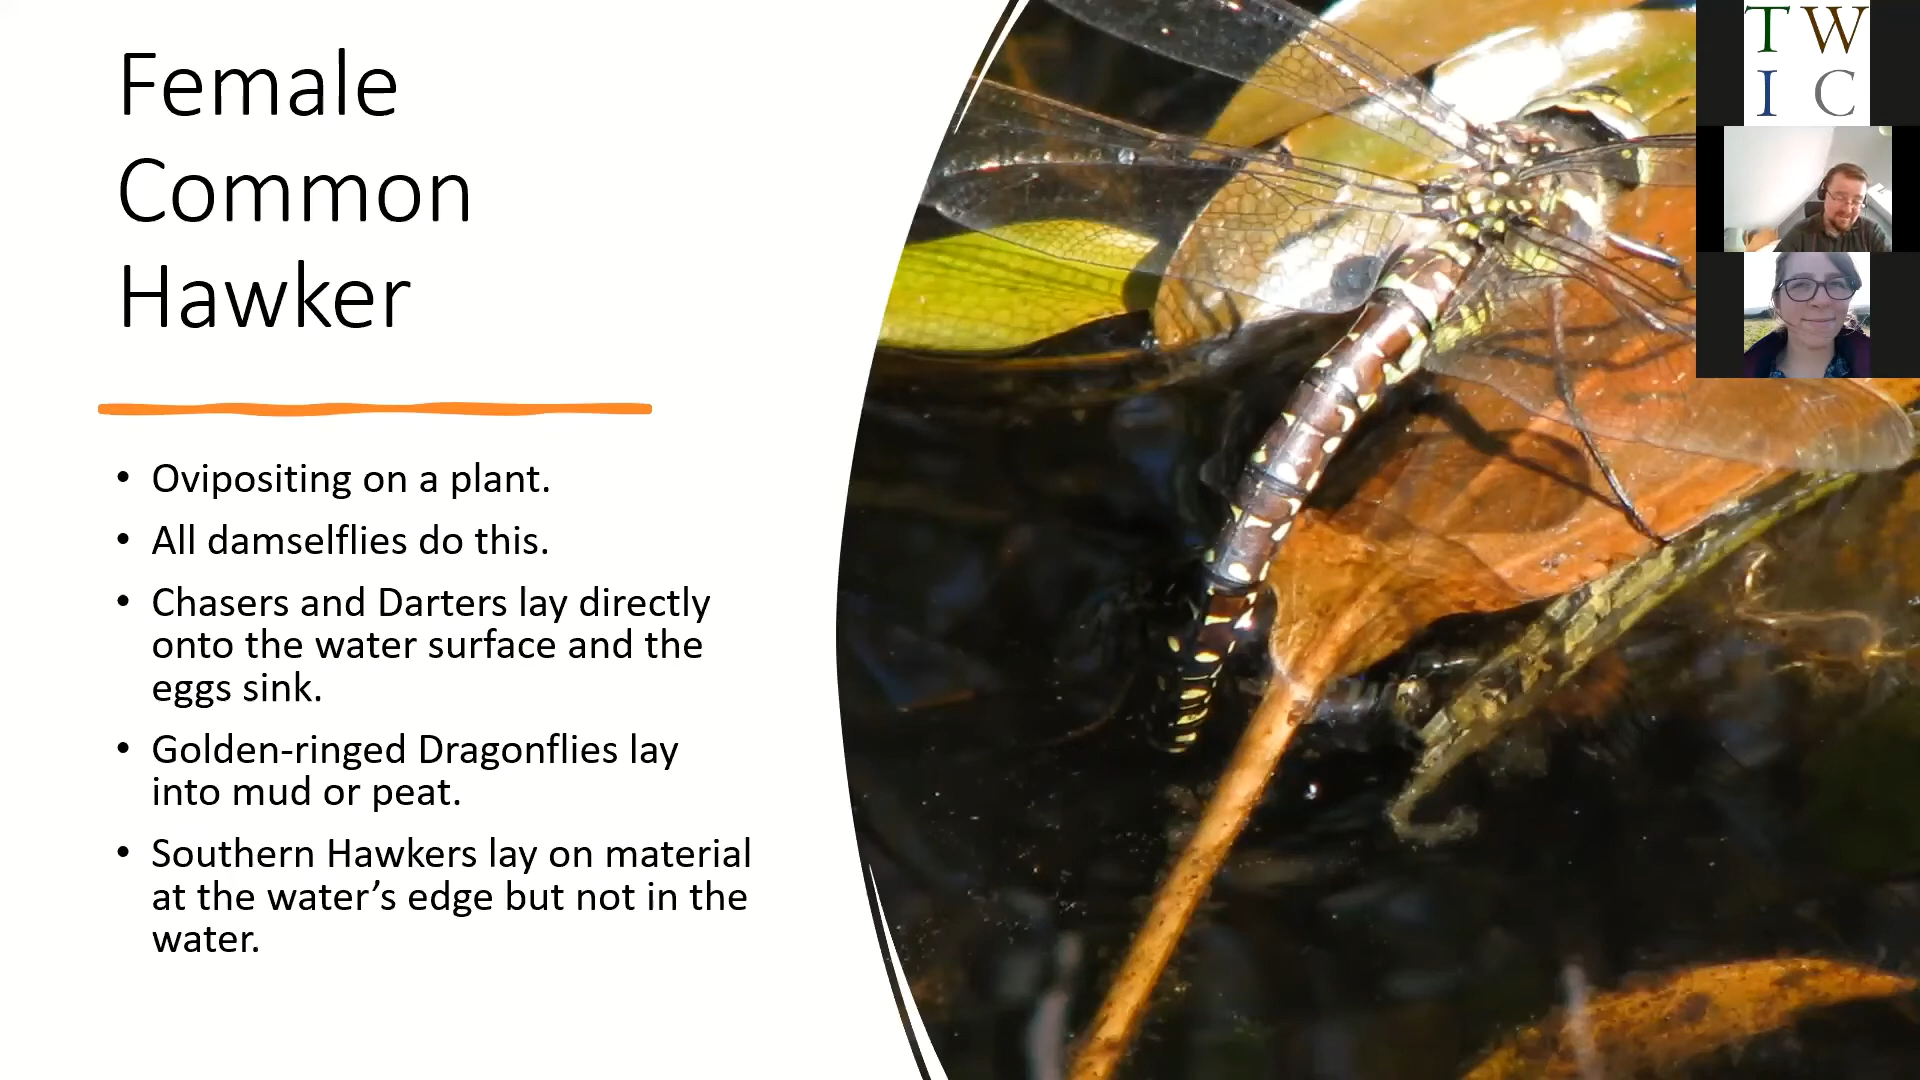 Female
Common
Hawker
• Ovipositing on a plant.
• All damselflies do this.
• Chasers and Darters lay directly
onto the water surface and the
eggs sink.
• Golden-ringed Dragonflies lay
into mud or peat.
• Southern Hawkers lay on material
at the water’s edge but not in the
water.
T W
I C